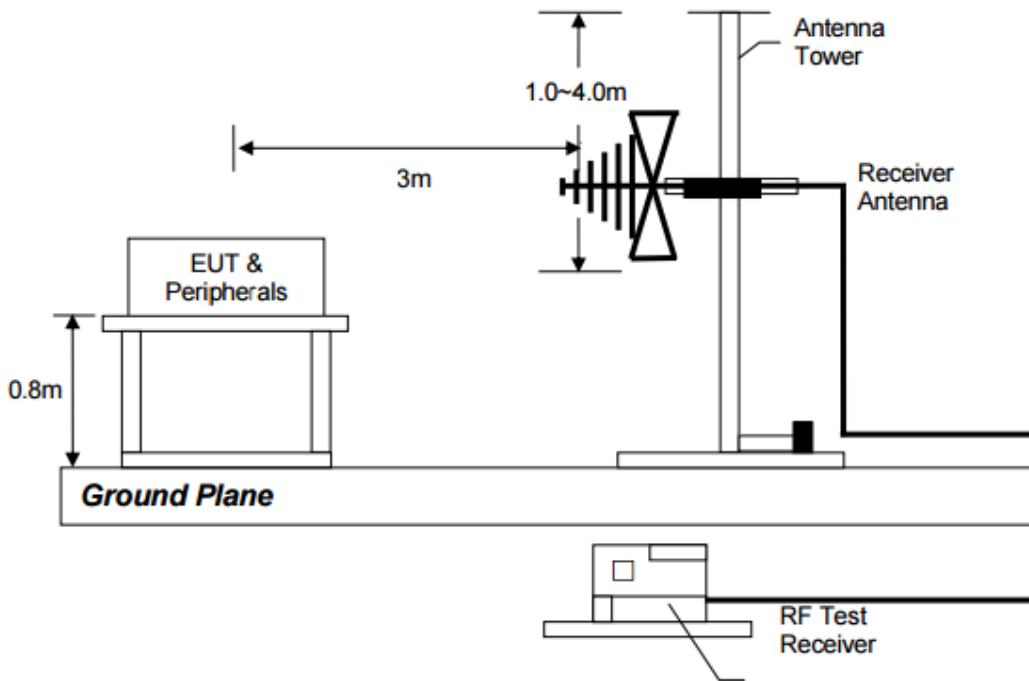 Antenna
Tower
1.0~4.0m
3m
Receiver
Antenna
EUT &
Peripherals
0.8m
Ground Plane
RF Test
Receiver